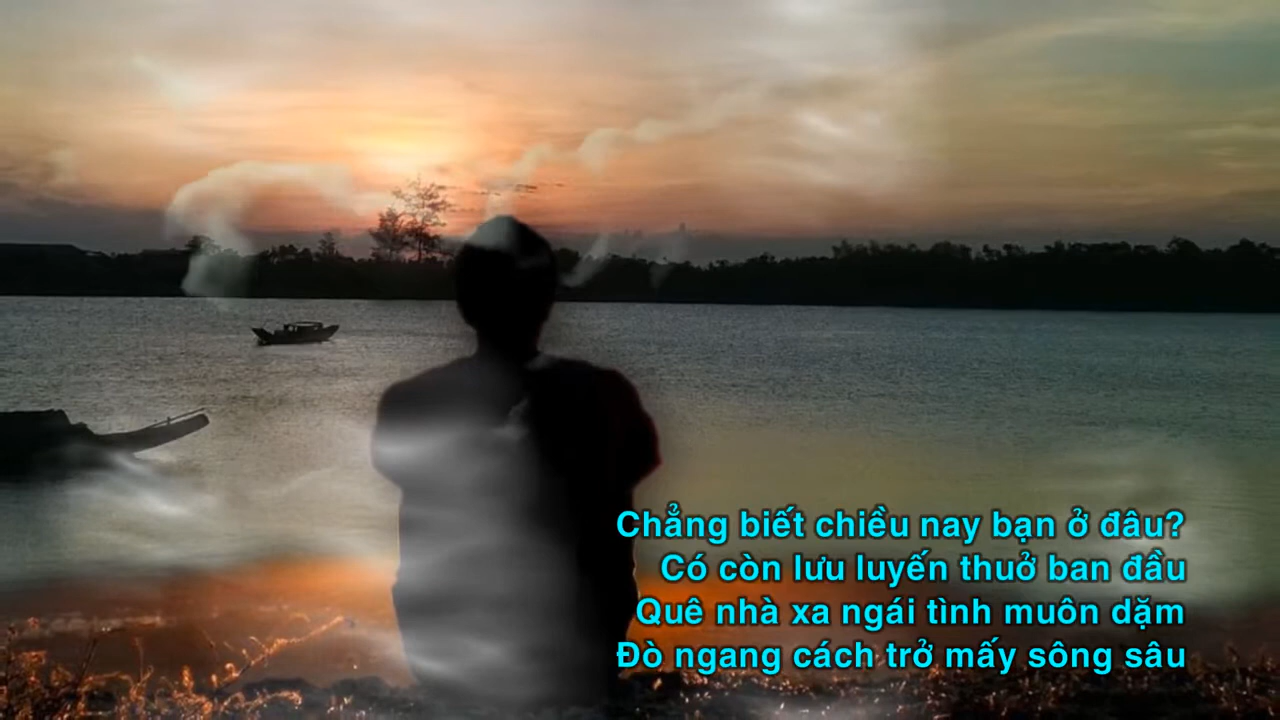 Chẳng biết chiều nay bạn ở đâu?
Có còn lưu luyến thuở ban đầu
Quê nhà xa ngái tình muôn dặm
Đò ngang cách trở mấy sông sâu